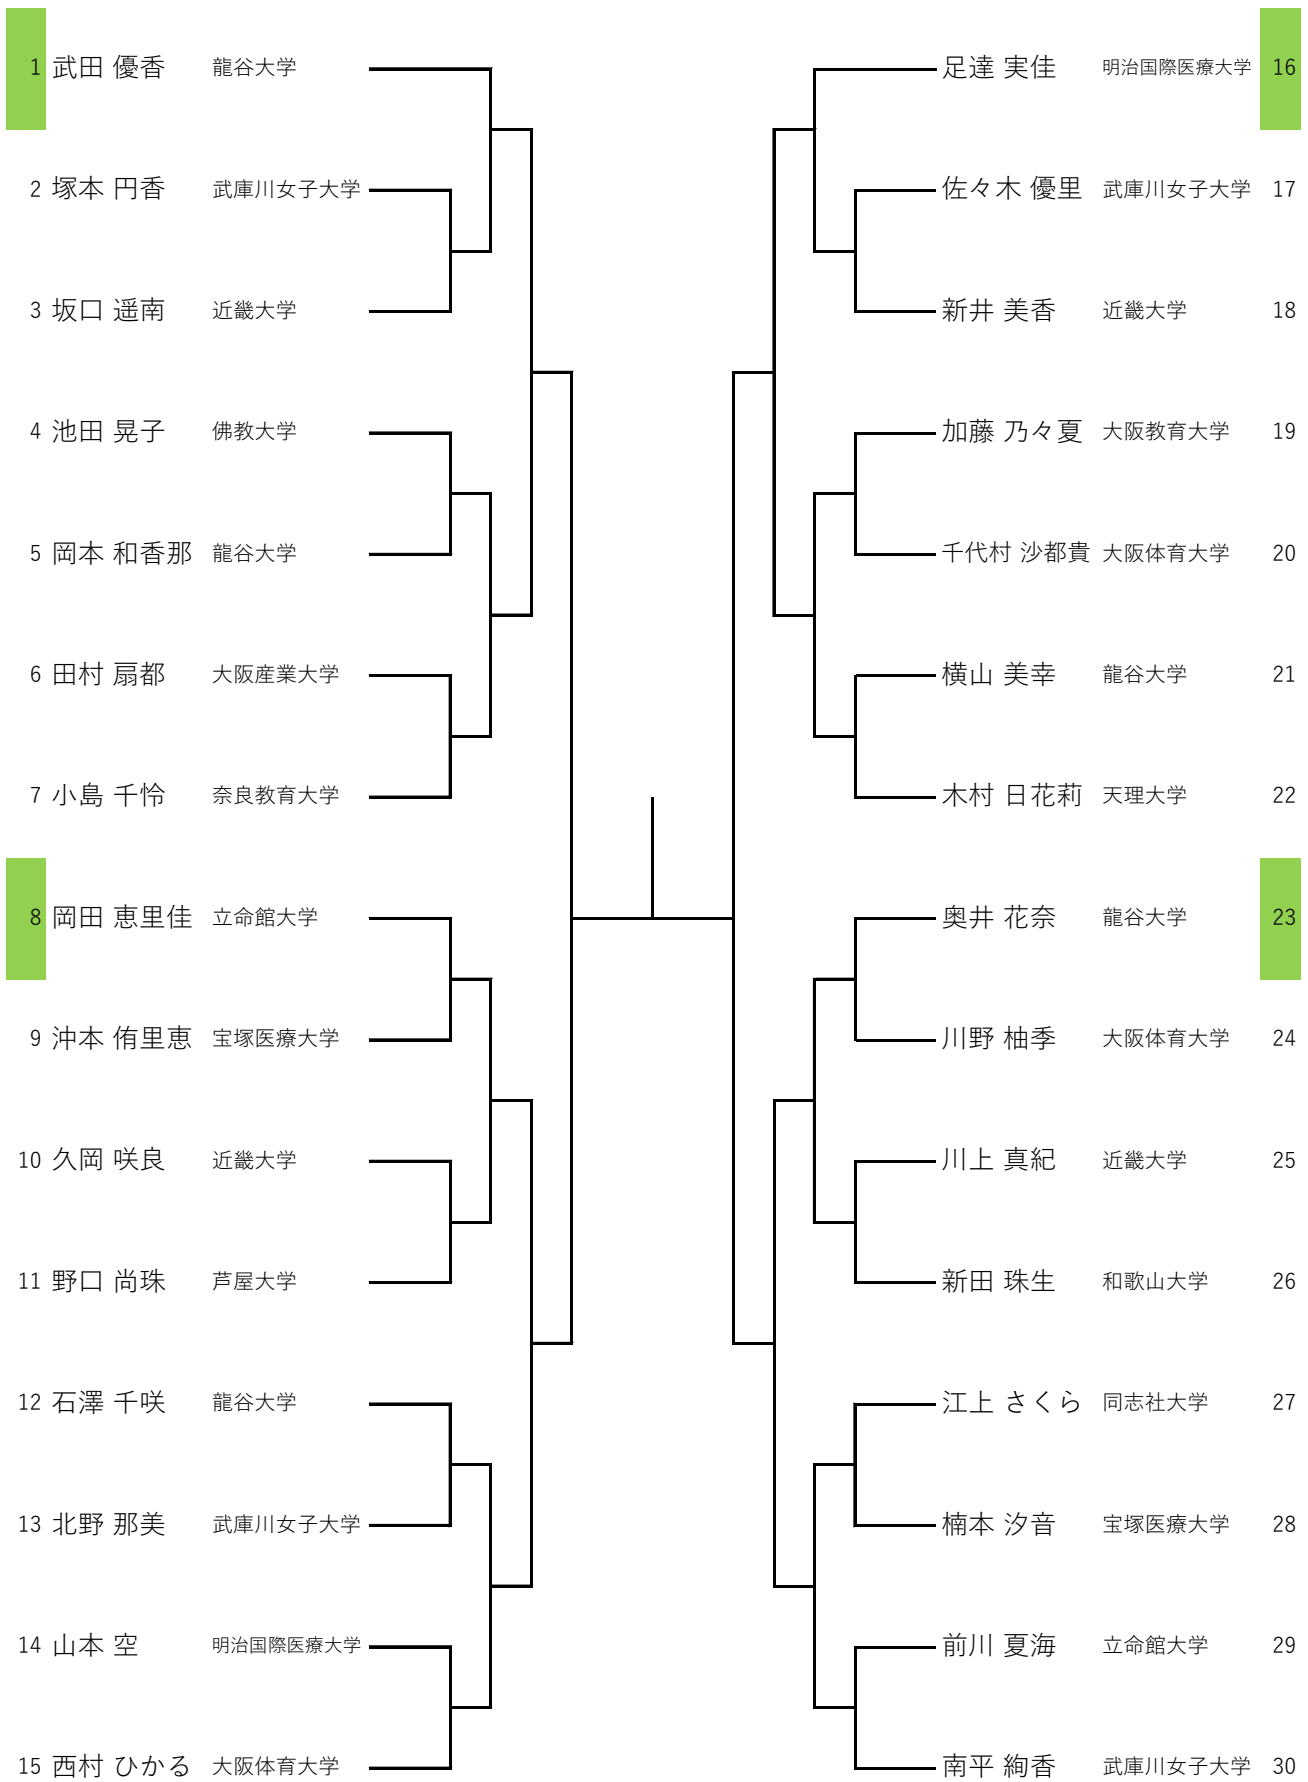 1 武田 優香 龍谷大学
2 塚本 円香 武庫川女子大学
3 坂口 遥南 近畿大学
4 池田 晃子 佛教大学
5 岡本 和香那 龍谷大学
6 田村 扇都 大阪産業大学
7 小島 千怜 奈良教育大学
8 岡田 恵里佳 立命館大学
9 沖本 侑里恵 宝塚医療大学
10 久岡 咲良 近畿大学
11 野口 尚珠 芦屋大学
12 石澤 千咲 龍谷大学
13 北野 那美 武庫川女子大学
14 山本 空 明治国際医療大学
15 西村 ひかる 大阪体育大学
足達 実佳 明治国際医療大学 16
佐々木 優里 武庫川女子大学 17
新井 美香 近畿大学 18
加藤 乃々夏 大阪教育大学 19
千代村 沙都貴 大阪体育大学 20
横山 美幸 龍谷大学 21
木村 日花莉 天理大学 22
奥井 花奈 龍谷大学 23
川野 柚季 大阪体育大学 24
川上 真紀 近畿大学 25
新田 珠生 和歌山大学 26
江上 さくら 同志社大学 27
楠本 汐音 宝塚医療大学 28
前川 夏海 立命館大学 29
南平 絢香 武庫川女子大学 30